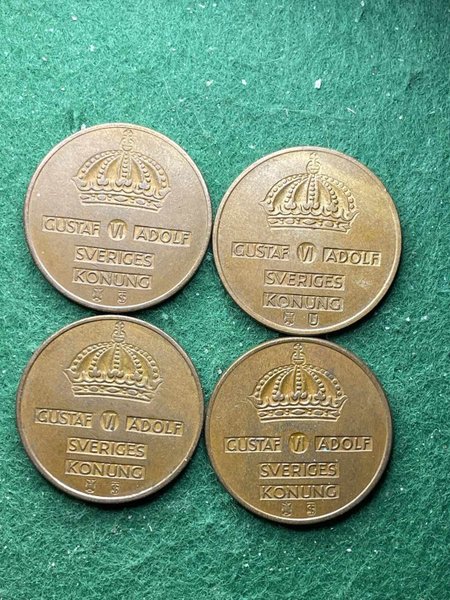 GUSTAF VI ADOLF
SVERIGES
KONUNG
GUSTAF VI ADOLF
SVERIGES
KONUNG
U
GUSTAF VI ADOLF
SVERIGES
KONUNG
GUSTAF VI ADOLF
SVERIGES
KONUNG